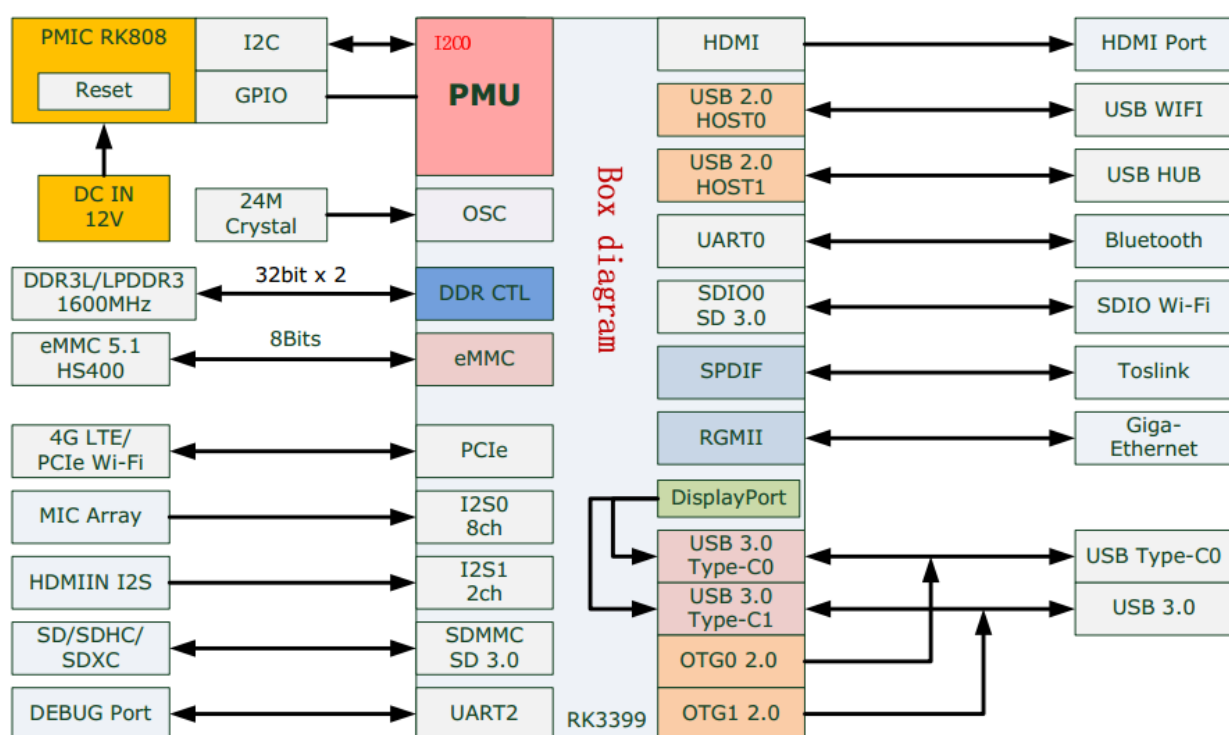 PMIC RK808
Reset
I2C
GPIO
I2C0
PMU
DC IN
12V
24M
Crystal
OSC
DDR3L/LPDDR3
1600MHz
32bit x 2
DDR CTL
eMMC 5.1
HS400
8Bits
eMMC
4G LTE/
PCIe Wi-Fi
PCIe
MIC Array
I2S0
8ch
HDMIIN I2S
I2S1
2ch
SD/SDHC/
SDXC
SDMMC
SD 3.0
DEBUG Port
UART2
Box diagram
RK3399
HDMI
HDMI Port
USB 2.0
HOST0
USB WIFI
USB 2.0
HOST1
USB HUB
UART0
Bluetooth
SDIO0
SD 3.0
SDIO Wi-Fi
SPDIF
Toslink
RGMII
Giga-
Ethernet
DisplayPort
USB 3.0
Type-C0
USB Type-C0
USB 3.0
Type-C1
USB 3.0
OTG0 2.0
OTG1 2.0